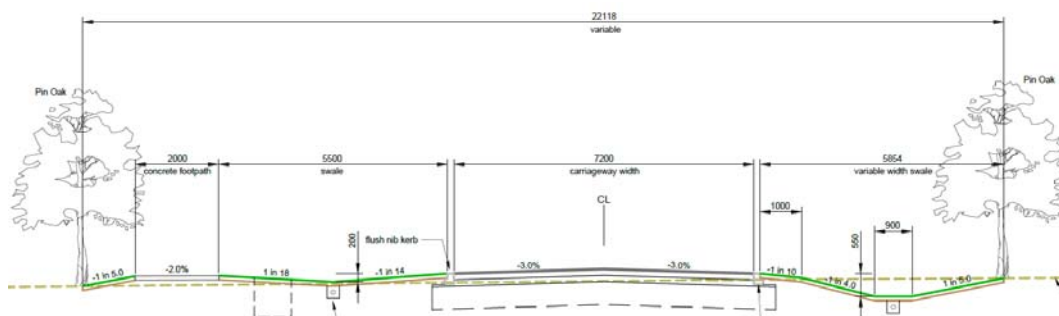 22118
variable
Pin Oak
Pin Oak
2000
concrete footpath
5500
swale
7200
carriageway width
5854
variable width swale
CL
1000
900
flush nib kerb
200
550
-1 in 5.0
-2.0%
1 in 18
-1 in 14
-3.0%
-3.0%
-1 in 10
-1 in 4.0
1 in 5.0